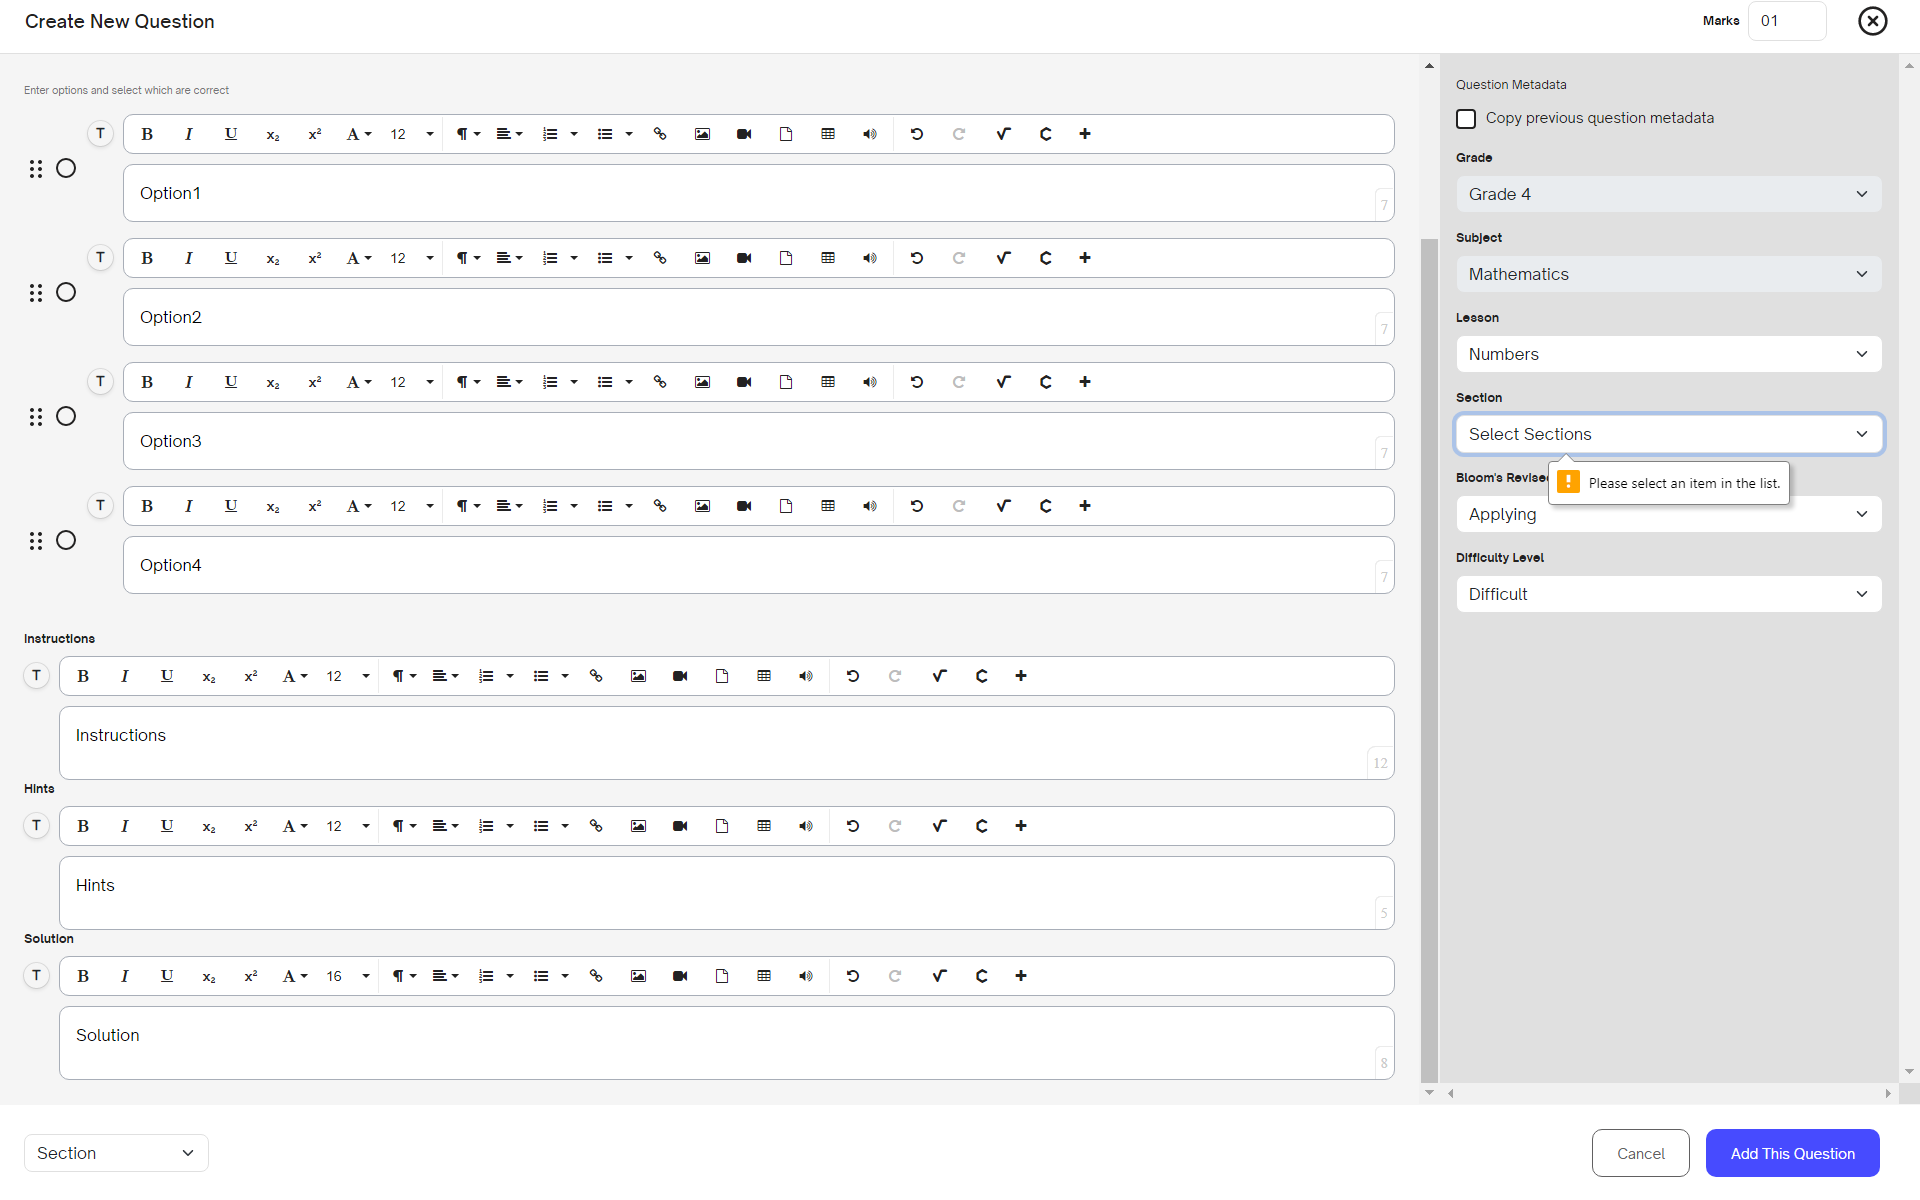 Create New Question
Marks 01
Enter options and select which are correct
T B I U x₂ x² A 12
Option1
7
T B I U x₂ x² A 12
Option2
7
T B I U x₂ x² A 12
Option3
7
T B I U x₂ x² A 12
Option4
7
Instructions
T B I U x₂ x² A 12
Instructions
12
Hints
T B I U x₂ x² A 12
Hints
5
Solution
T B I U x₂ x² A 16
Solution
8
Question Metadata
Copy previous question metadata
Grade
Grade 4
Subject
Mathematics
Lesson
Numbers
Section
Select Sections
Please select an item in the list.
Bloom's Revised
Applying
Difficulty Level
Difficult
Section
Cancel
Add This Question